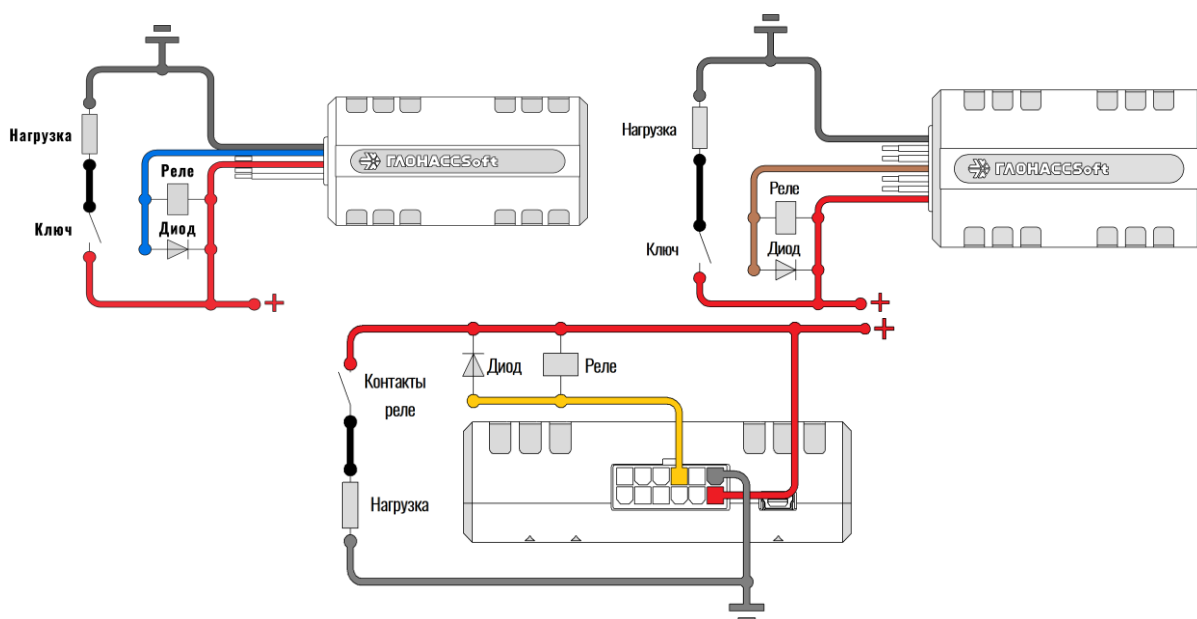 Нагрузка
Реле
Ключ
Диод
+
ГЛОНАССSoft
Нагрузка
Реле
Ключ
Диод
+
ГЛОНАССSoft
+
Диод
Реле
Контакты
реле
Нагрузка